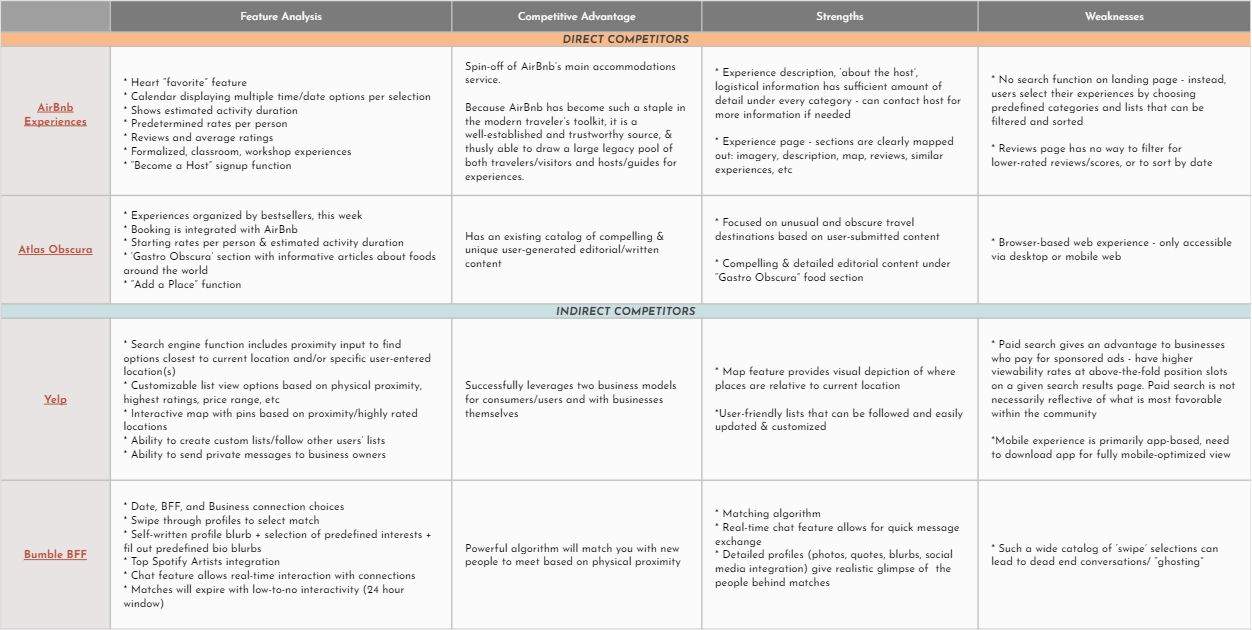 Feature Analysis
Competitive Advantage
Strengths
Weaknesses
DIRECT COMPETITORS
AirBnb
Experiences
* Heart “favorite” feature
* Calendar displaying multiple time/date options per selection
* Shows estimated activity duration
* Predetermined rates per person
* Reviews and average ratings
* Formalized, classroom, workshop experiences
* “Become a Host” signup function
Spin-off of AirBnb’s main accommodations
service.
Because AirBnb has become such a staple in
the modern traveler’s toolkit, it is a
well-established and trustworthy source, &
thusly able to draw a large legacy pool of
both travelers/visitors and hosts/guides for
experiences.
* Experience description, ‘about the host’,
logistical information has sufficient amount of
detail under every category - can contact host for
more information if needed
* Experience page - sections are clearly mapped
out: imagery, description, map, reviews, similar
experiences, etc
* No search function on landing page - instead,
users select their experiences by choosing
predefined categories and lists that can be
filtered and sorted
* Reviews page has no way to filter for
lower-rated reviews/scores, or to sort by date
Atlas Obscura
* Experiences organized by bestsellers, this week
* Booking is integrated with AirBnb
* Starting rates per person & estimated activity duration
* ‘Gastro Obscura’ section with informative articles about foods
around the world
* “Add a Place” function
Has an existing catalog of compelling &
unique user-generated editorial/written
content
* Focused on unusual and obscure travel
destinations based on user-submitted content
* Compelling & detailed editorial content under
“Gastro Obscura” food section
* Browser-based web experience - only accessible
via desktop or mobile web
INDIRECT COMPETITORS
Yelp
* Search engine function includes proximity input to find
options closest to current location and/or specific user-entered
location(s)
* Customizable list view options based on physical proximity,
highest ratings, price range, etc
* Interactive map with pins based on proximity/highly rated
locations
* Ability to create custom lists/follow other users’ lists
* Ability to send private messages to business owners
Successfully leverages two business models
for consumers/users and with businesses
themselves
* Map feature provides visual depiction of where
places are relative to current location
*User-friendly lists that can be followed and easily
updated & customized
* Paid search gives an advantage to businesses
who pay for sponsored ads - have higher
viewability rates at above-the-fold position slots
on a given search results page. Paid search is not
necessarily reflective of what is most favorable
within the community
*Mobile experience is primarily app-based, need
to download app for fully mobile-optimized view
Bumble BFF
* Date, BFF, and Business connection choices
* Swipe through profiles to select match
* Self-written profile blurb + selection of predefined interests +
fil out predefined bio blurbs
* Top Spotify Artists integration
* Chat feature allows real-time interaction with connections
* Matches will expire with low-to-no interactivity (24 hour
window)
Powerful algorithm will match you with new
people to meet based on physical proximity
* Matching algorithm
* Real-time chat feature allows for quick message
exchange
* Detailed profiles (photos, quotes, blurbs, social
media integration) give realistic glimpse of the
people behind matches
* Such a wide catalog of ‘swipe’ selections can
lead to dead end conversations/ “ghosting”